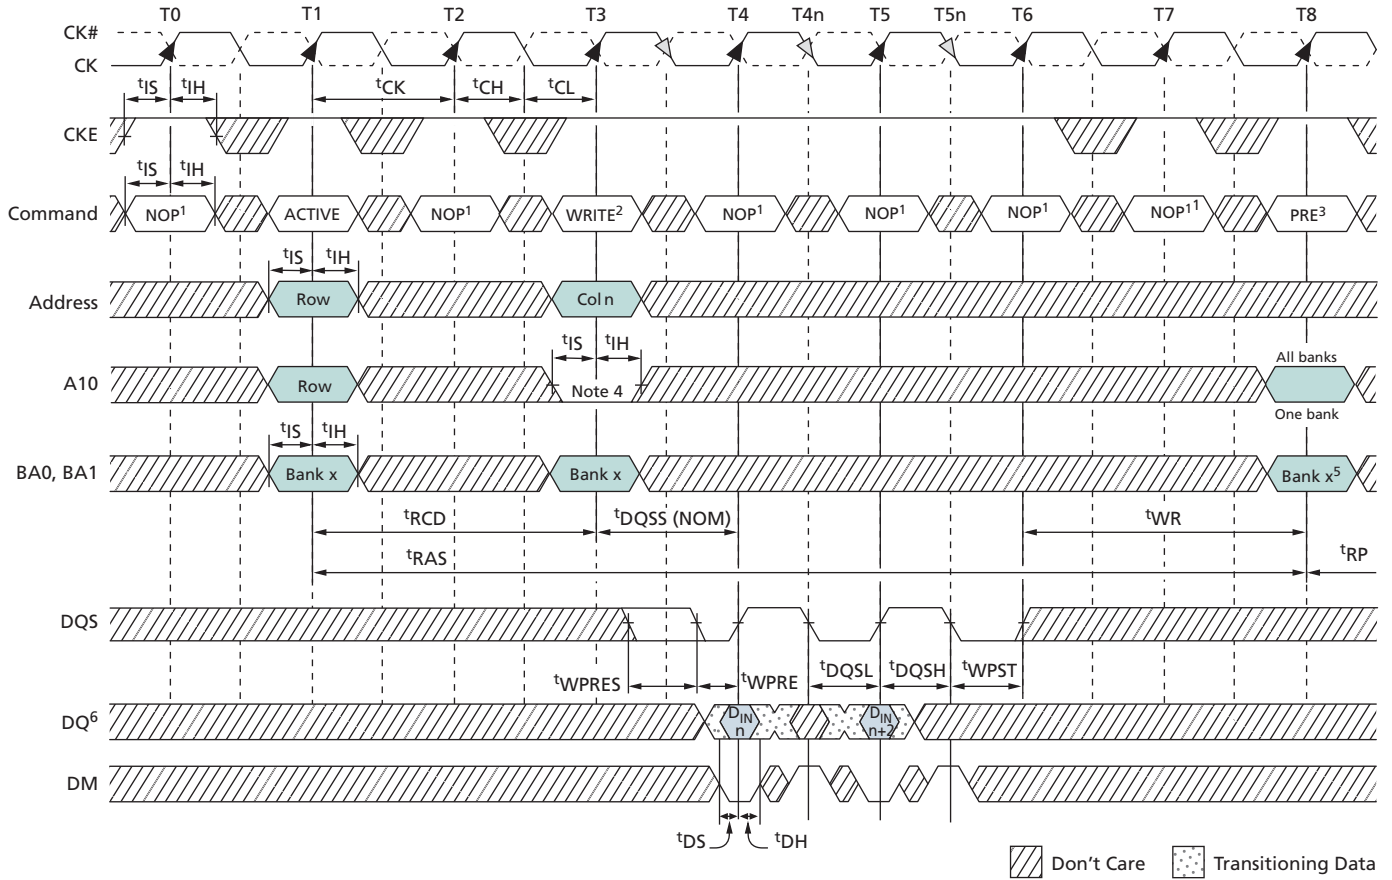 T0 T1 T2 T3 T4 T4n T5 T5n T6 T7 T8
CK#
CK
tIS tIH tCK tCH tCL
CKE
tIS tIH
Command NOP1 ACTIVE NOP1 WRITE2 NOP1 NOP1 NOP1 NOP11 PRE3
tIS tIH
Address Row Col n
tIS tIH
All banks
A10 Row Note 4
One bank
tIS tIH
BA0, BA1 Bank x Bank x Bank x5
tRCD tDQSS (NOM) tWR
tRAS tRP
DQS
tWPRES tWPRE tDQSL tDQSH tWPST
DQ6 DIN n DIN n+2
DM
tDS tDH
Don't Care Transitioning Data